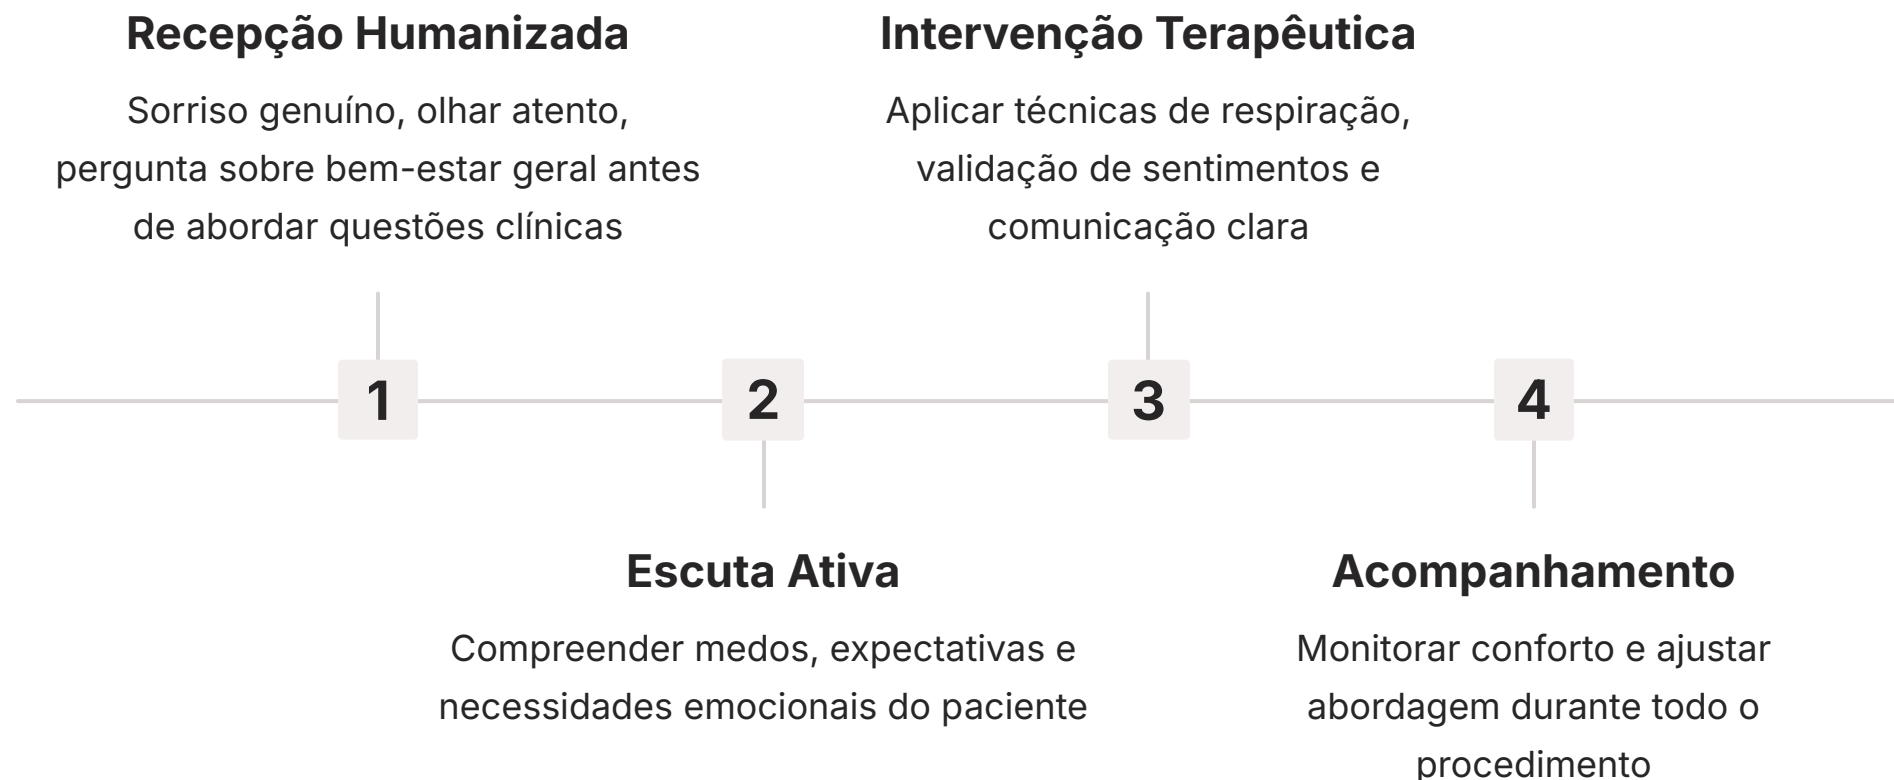 Recepção Humanizada
Sorriso genuíno, olhar atento,
pergunta sobre bem-estar geral antes
de abordar questões clínicas
1
2
Escuta Ativa
Compreender medos, expectativas e
necessidades emocionais do paciente
Intervenção Terapêutica
Aplicar técnicas de respiração,
validação de sentimentos e
comunicação clara
3
4
Acompanhamento
Monitorar conforto e ajustar
abordagem durante todo o
procedimento